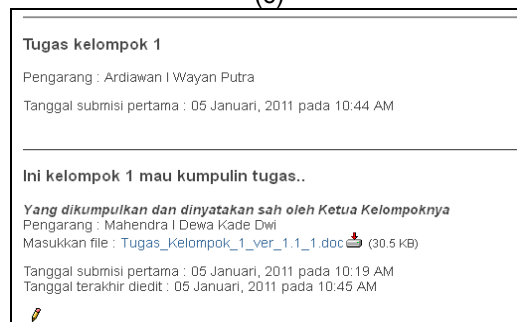 Tugas kelompok 1
Pengarang : Ardiawan I Wayan Putra
Tanggal submisi pertama : 05 Januari, 2011 pada 10:44 AM
Ini kelompok 1 mau kumpulin tugas..
Yang dikumpulkan dan dinyatakan sah oleh Ketua Kelompoknya
Pengarang : Mahendra I Dewa Kade Dwi
Masukkan file : Tugas_Kelompok_1_ver_1.1_1.doc (30.5 KB)
Tanggal submisi pertama : 05 Januari, 2011 pada 10:19 AM
Tanggal terakhir diedit : 05 Januari, 2011 pada 10:45 AM